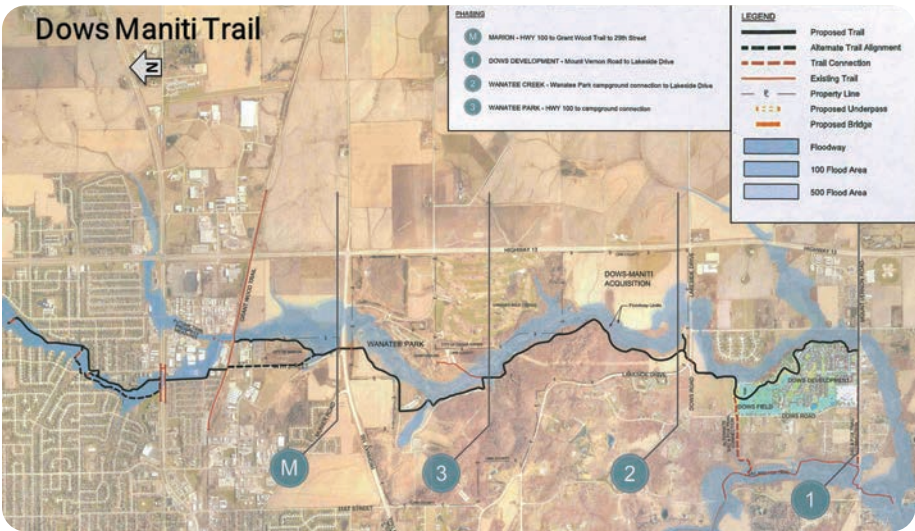 Dows Maniti Trail
N
PHASING
M MARION - HWY 100 to Grant Wood Trail to 29th Street
1 DOWS DEVELOPMENT - Mount Vernon Road to Lakeside Drive
2 WANATEE CREEK - Wanatee Park campground connection to Lakeside Drive
3 WANATEE PARK - HWY 100 to campground connection
LEGEND
Proposed Trail
Alternate Trail Alignment
Trail Connection
Existing Trail
Property Line
Proposed Underpass
Proposed Bridge
Floodway
100 Flood Area
500 Flood Area
HIGHWAY 13
HIGHWAY 13
DOWS-MANITI
ACQUISITION
Floodway Limits
GRANT WOOD TRAIL
WANATEE PARK
LAKESIDE DRIVE
DOWS ROAD
DOWS DEVELOPMENT
DOWS FIELD
DOWS ROAD
M
3
2
1